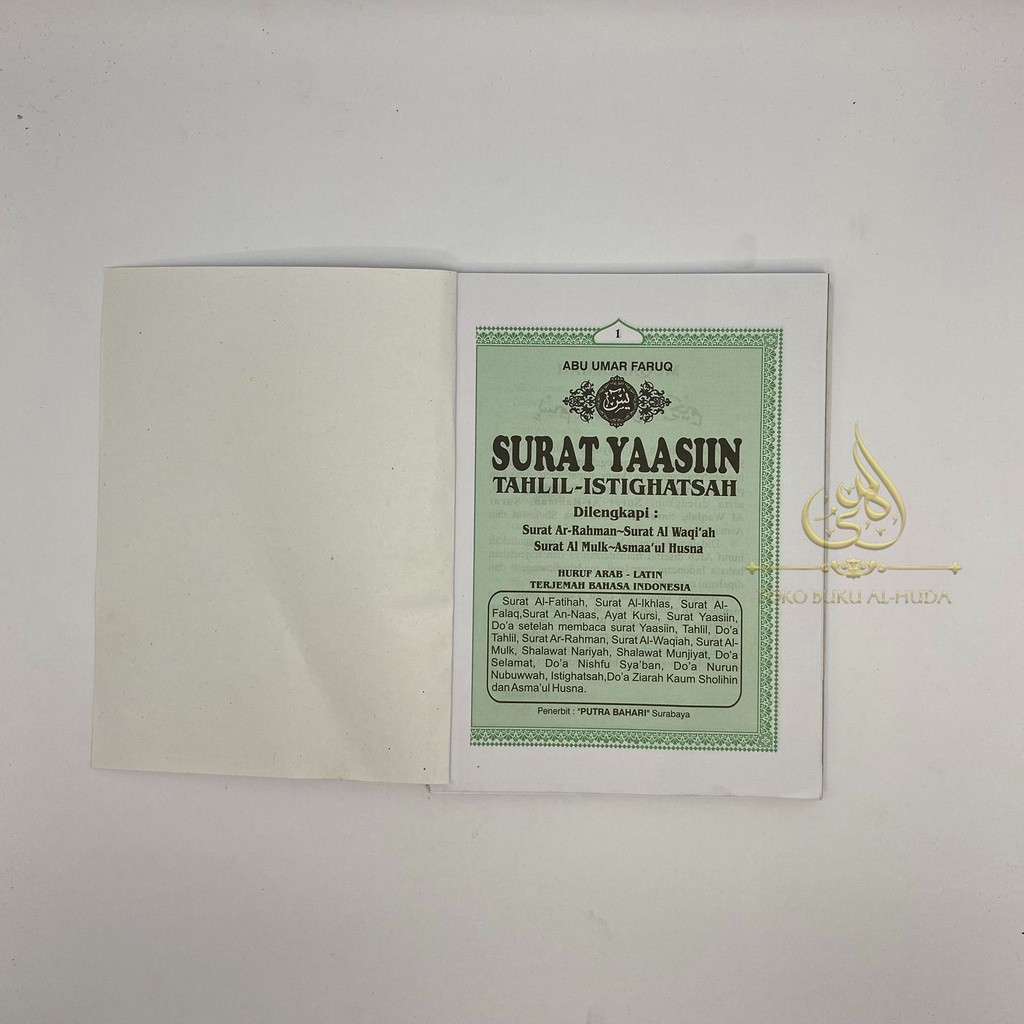 1
ABU UMAR FARUQ
يس
SURAT YAASIIN
TAHLIL-ISTIGHATSAH
Dilengkapi :
Surat Ar-Rahman~Surat Al Waqi'ah
Surat Al Mulk~Asmaa'ul Husna
HURUF ARAB - LATIN
TERJEMAH BAHASA INDONESIA
Surat Al-Fatihah, Surat Al-Ikhlas, Surat Al-
Falaq,Surat An-Naas, Ayat Kursi, Surat Yaasiin,
Do'a setelah membaca surat Yaasiin, Tahlil, Do'a
Tahlil, Surat Ar-Rahman, Surat Al-Waqiah, Surat Al-
Mulk, Shalawat Nariyah, Shalawat Munjiyat, Do'a
Selamat, Do'a Nishfu Sya'ban, Do'a Nurun
Nubuwwah, Istighatsah,Do'a Ziarah Kaum Sholihin
dan Asma'ul Husna.
Penerbit : "PUTRA BAHARI" Surabaya
الهدى
TOKO BUKU AL-HUDA